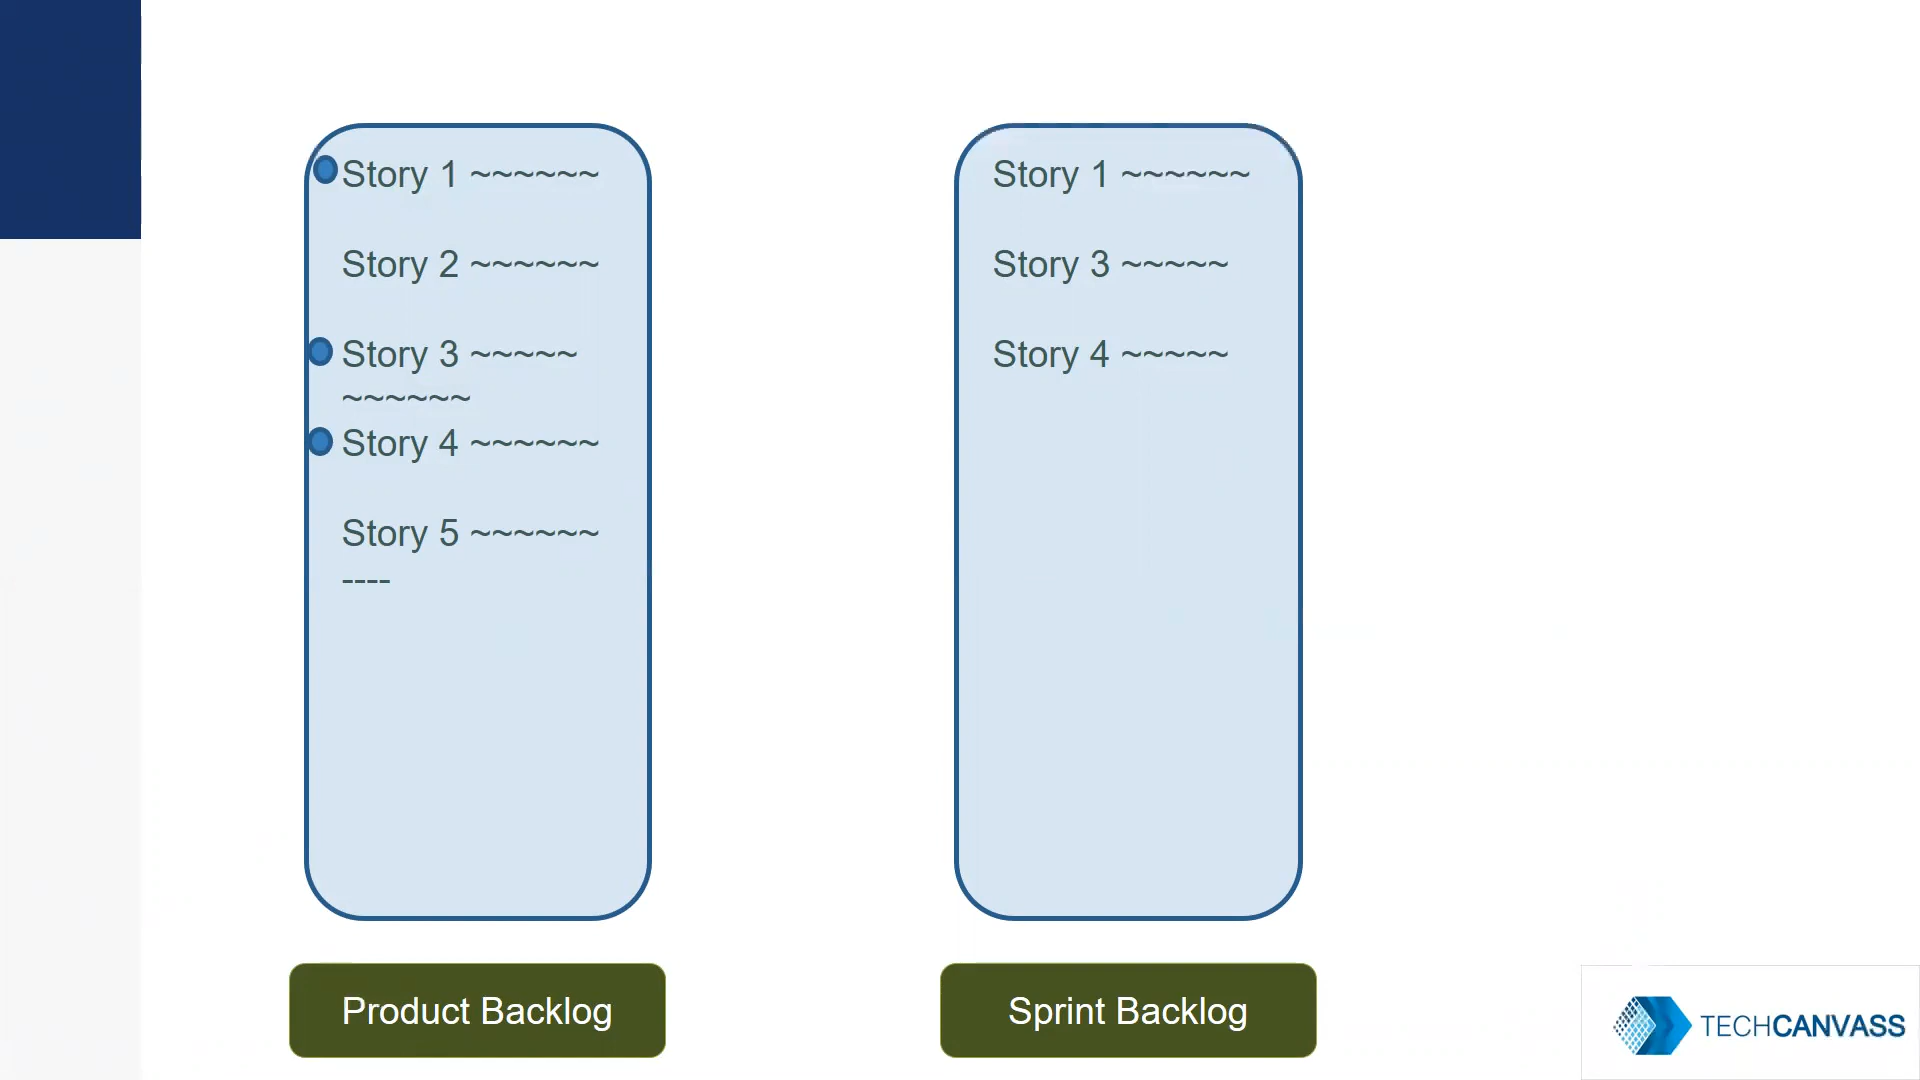 Story 1 ~~~~~~
Story 2 ~~~~~~
Story 3 ~~~~~
~~~~~~
Story 4 ~~~~~~
Story 5 ~~~~~~
----
Product Backlog
Story 1 ~~~~~~
Story 3 ~~~~~
Story 4 ~~~~~
Sprint Backlog
TECHCANVASS